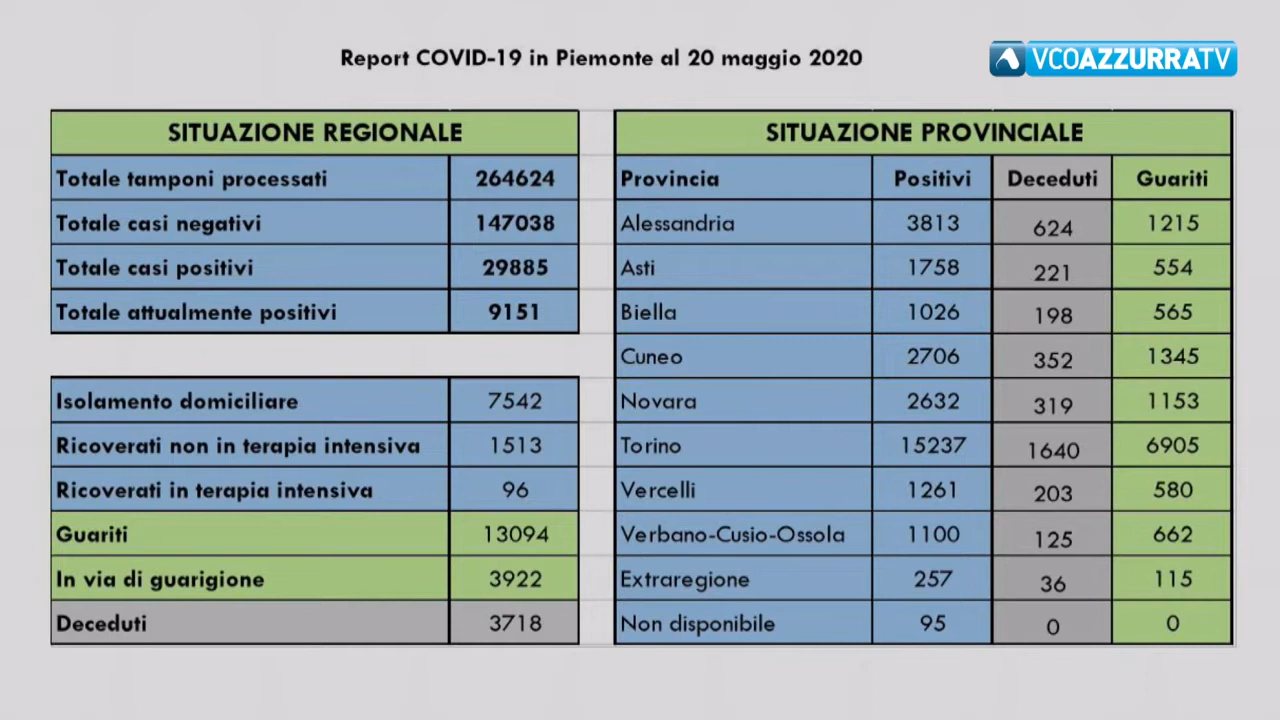 Report COVID-19 in Piemonte al 20 maggio 2020
VCOAZZURRATV
SITUAZIONE REGIONALE
Totale tamponi processati 264624
Totale casi negativi 147038
Totale casi positivi 29885
Totale attualmente positivi 9151
Isolamento domiciliare 7542
Ricoverati non in terapia intensiva 1513
Ricoverati in terapia intensiva 96
Guariti 13094
In via di guarigione 3922
Deceduti 3718
SITUAZIONE PROVINCIALE
Provincia Positivi Deceduti Guariti
Alessandria 3813 624 1215
Asti 1758 221 554
Biella 1026 198 565
Cuneo 2706 352 1345
Novara 2632 319 1153
Torino 15237 1640 6905
Vercelli 1261 203 580
Verbano-Cusio-Ossola 1100 125 662
Extraregione 257 36 115
Non disponibile 95 0 0